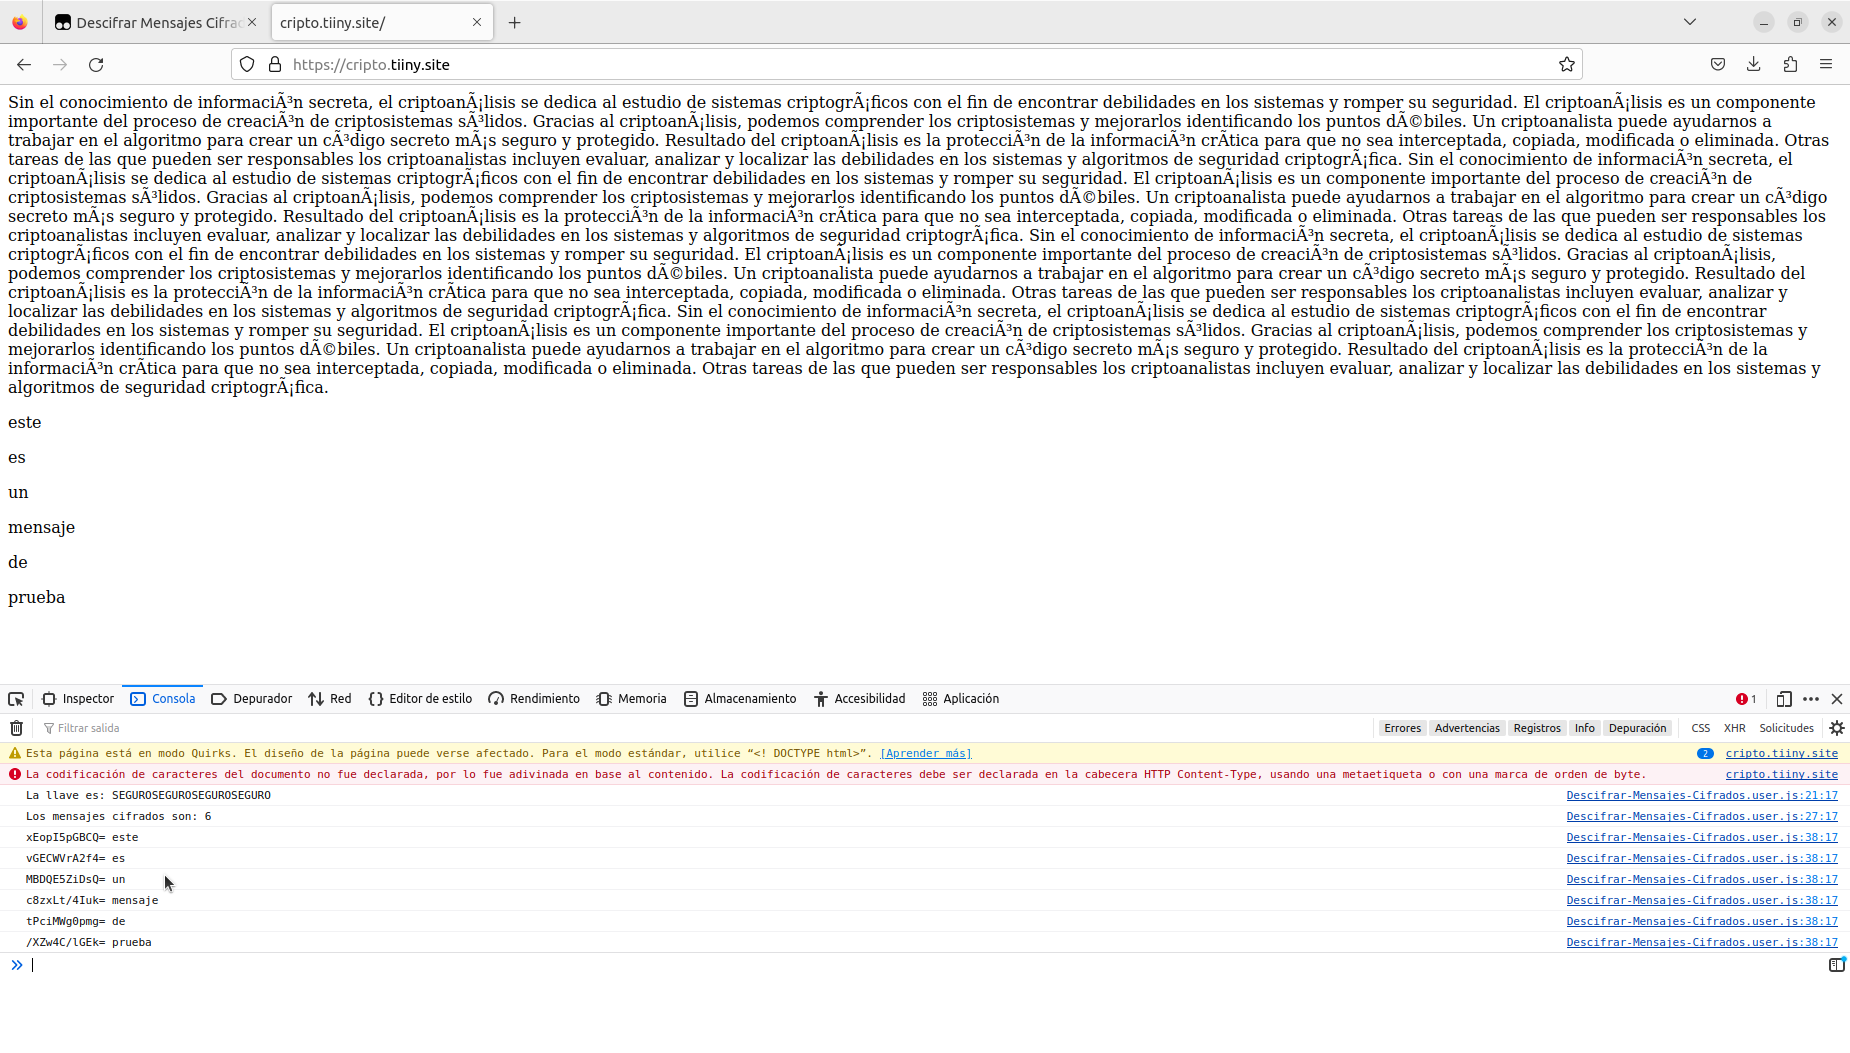 Descifrar Mensajes Cifra
cripto.tiiny.site/
https://cripto.tiiny.site
Sin el conocimiento de informaciÃ³n secreta, el criptoanÃ¡lisis se dedica al estudio de sistemas criptogrÃ¡ficos con el fin de encontrar debilidades en los sistemas y romper su seguridad. El criptoanÃ¡lisis es un componente
importante del proceso de creaciÃ³n de criptosistemas sÃ³lidos. Gracias al criptoanÃ¡lisis, podemos comprender los criptosistemas y mejorarlos identificando los puntos dÃ©biles. Un criptoanalista puede ayudarnos a
trabajar en el algoritmo para crear un cÃ³digo secreto mÃ¡s seguro y protegido. Resultado del criptoanÃ¡lisis es la protecciÃ³n de la informaciÃ³n crÃtica para que no sea interceptada, copiada, modificada o eliminada. Otras
tareas de las que pueden ser responsables los criptoanalistas incluyen evaluar, analizar y localizar las debilidades en los sistemas y algoritmos de seguridad criptogrÃ¡fica. Sin el conocimiento de informaciÃ³n secreta, el
criptoanÃ¡lisis se dedica al estudio de sistemas criptogrÃ¡ficos con el fin de encontrar debilidades en los sistemas y romper su seguridad. El criptoanÃ¡lisis es un componente importante del proceso de creaciÃ³n de
criptosistemas sÃ³lidos. Gracias al criptoanÃ¡lisis, podemos comprender los criptosistemas y mejorarlos identificando los puntos dÃ©biles. Un criptoanalista puede ayudarnos a trabajar en el algoritmo para crear un cÃ³digo
secreto mÃ¡s seguro y protegido. Resultado del criptoanÃ¡lisis es la protecciÃ³n de la informaciÃ³n crÃtica para que no sea interceptada, copiada, modificada o eliminada. Otras tareas de las que pueden ser responsables los
criptoanalistas incluyen evaluar, analizar y localizar las debilidades en los sistemas y algoritmos de seguridad criptogrÃ¡fica. Sin el conocimiento de informaciÃ³n secreta, el criptoanÃ¡lisis se dedica al estudio de sistemas
criptogrÃ¡ficos con el fin de encontrar debilidades en los sistemas y romper su seguridad. El criptoanÃ¡lisis es un componente importante del proceso de creaciÃ³n de criptosistemas sÃ³lidos. Gracias al criptoanÃ¡lisis,
podemos comprender los criptosistemas y mejorarlos identificando los puntos dÃ©biles. Un criptoanalista puede ayudarnos a trabajar en el algoritmo para crear un cÃ³digo secreto mÃ¡s seguro y protegido. Resultado del
criptoanÃ¡lisis es la protecciÃ³n de la informaciÃ³n crÃtica para que no sea interceptada, copiada, modificada o eliminada. Otras tareas de las que pueden ser responsables los criptoanalistas incluyen evaluar, analizar y
localizar las debilidades en los sistemas y algoritmos de seguridad criptogrÃ¡fica. Sin el conocimiento de informaciÃ³n secreta, el criptoanÃ¡lisis se dedica al estudio de sistemas criptogrÃ¡ficos con el fin de encontrar
debilidades en los sistemas y romper su seguridad. El criptoanÃ¡lisis es un componente importante del proceso de creaciÃ³n de criptosistemas sÃ³lidos. Gracias al criptoanÃ¡lisis, podemos comprender los criptosistemas y
mejorarlos identificando los puntos dÃ©biles. Un criptoanalista puede ayudarnos a trabajar en el algoritmo para crear un cÃ³digo secreto mÃ¡s seguro y protegido. Resultado del criptoanÃ¡lisis es la protecciÃ³n de la
informaciÃ³n crÃtica para que no sea interceptada, copiada, modificada o eliminada. Otras tareas de las que pueden ser responsables los criptoanalistas incluyen evaluar, analizar y localizar las debilidades en los sistemas y
algoritmos de seguridad criptogrÃ¡fica.
este
es
un
mensaje
de
prueba
Inspector Consola Depurador Red Editor de estilo Rendimiento Memoria Almacenamiento Accesibilidad Aplicación 1
Filtrar salida Errores Advertencias Registros Info Depuración CSS XHR Solicitudes
Esta página está en modo Quirks. El diseño de la página puede verse afectado. Para el modo estándar, utilice “<! DOCTYPE html>”. [Aprender más] 2 cripto.tiiny.site
La codificación de caracteres del documento no fue declarada, por lo fue adivinada en base al contenido. La codificación de caracteres debe ser declarada en la cabecera HTTP Content-Type, usando una metaetiqueta o con una marca de orden de byte. cripto.tiiny.site
La llave es: SEGUROSEGUROSEGUROSEGURO Descifrar-Mensajes-Cifrados.user.js:21:17
Los mensajes cifrados son: 6 Descifrar-Mensajes-Cifrados.user.js:27:17
xEopI5pGBCQ= este Descifrar-Mensajes-Cifrados.user.js:38:17
vGECWVrA2f4= es Descifrar-Mensajes-Cifrados.user.js:38:17
MBDQE5ZiDsQ= un Descifrar-Mensajes-Cifrados.user.js:38:17
c8zxLt/4Iuk= mensaje Descifrar-Mensajes-Cifrados.user.js:38:17
tPciMWg0pmg= de Descifrar-Mensajes-Cifrados.user.js:38:17
/XZw4C/lGEk= prueba Descifrar-Mensajes-Cifrados.user.js:38:17